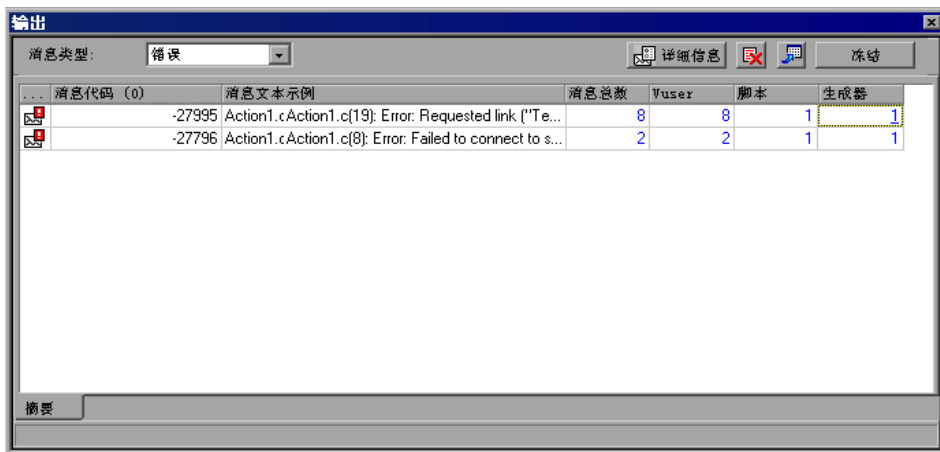 输出
消息类型: 错误 详细信息 冻结
... 消息代码 (0) 消息文本示例 消息总数 Vuser 脚本 生成器
-27995 Action1.c Action1.c(19): Error: Requested link ("Te... 8 8 1 1
-27796 Action1.c Action1.c(8): Error: Failed to connect to s... 2 2 1 1
摘要